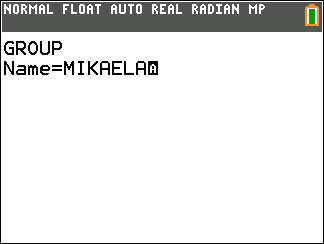 NORMAL FLOAT AUTO REAL RADIAN MP
GROUP
Name=MIKAELA